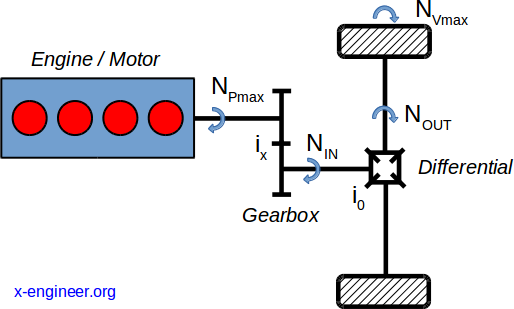 N_Vmax
Engine / Motor
N_Pmax
N_OUT
i_x
N_IN
Differential
i_0
Gearbox
x-engineer.org